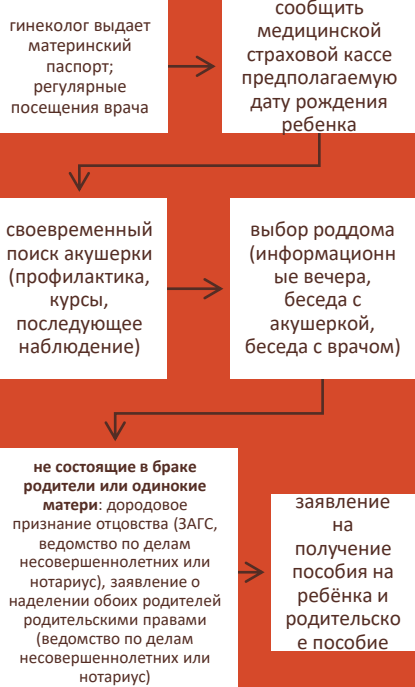 гинеколог выдает
материнский
паспорт;
регулярные
посещения врача
сообщить
медицинской
страховой кассе
предполагаемую
дату рождения
ребенка
своевременный
поиск акушерки
(профилактика,
курсы,
последующее
наблюдение)
выбор роддома
(информационн
ые вечера,
беседа с
акушеркой,
беседа с врачом)
не состоящие в браке
родители или одинокие
матери: дородовое
признание отцовства (ЗАГС,
ведомство по делам
несовершеннолетних или
нотариус), заявление о
наделении обоих родителей
родительскими правами
(ведомство по делам
несовершеннолетних или
нотариус)
заявление
на
получение
пособия на
ребёнка и
родительско
е пособие